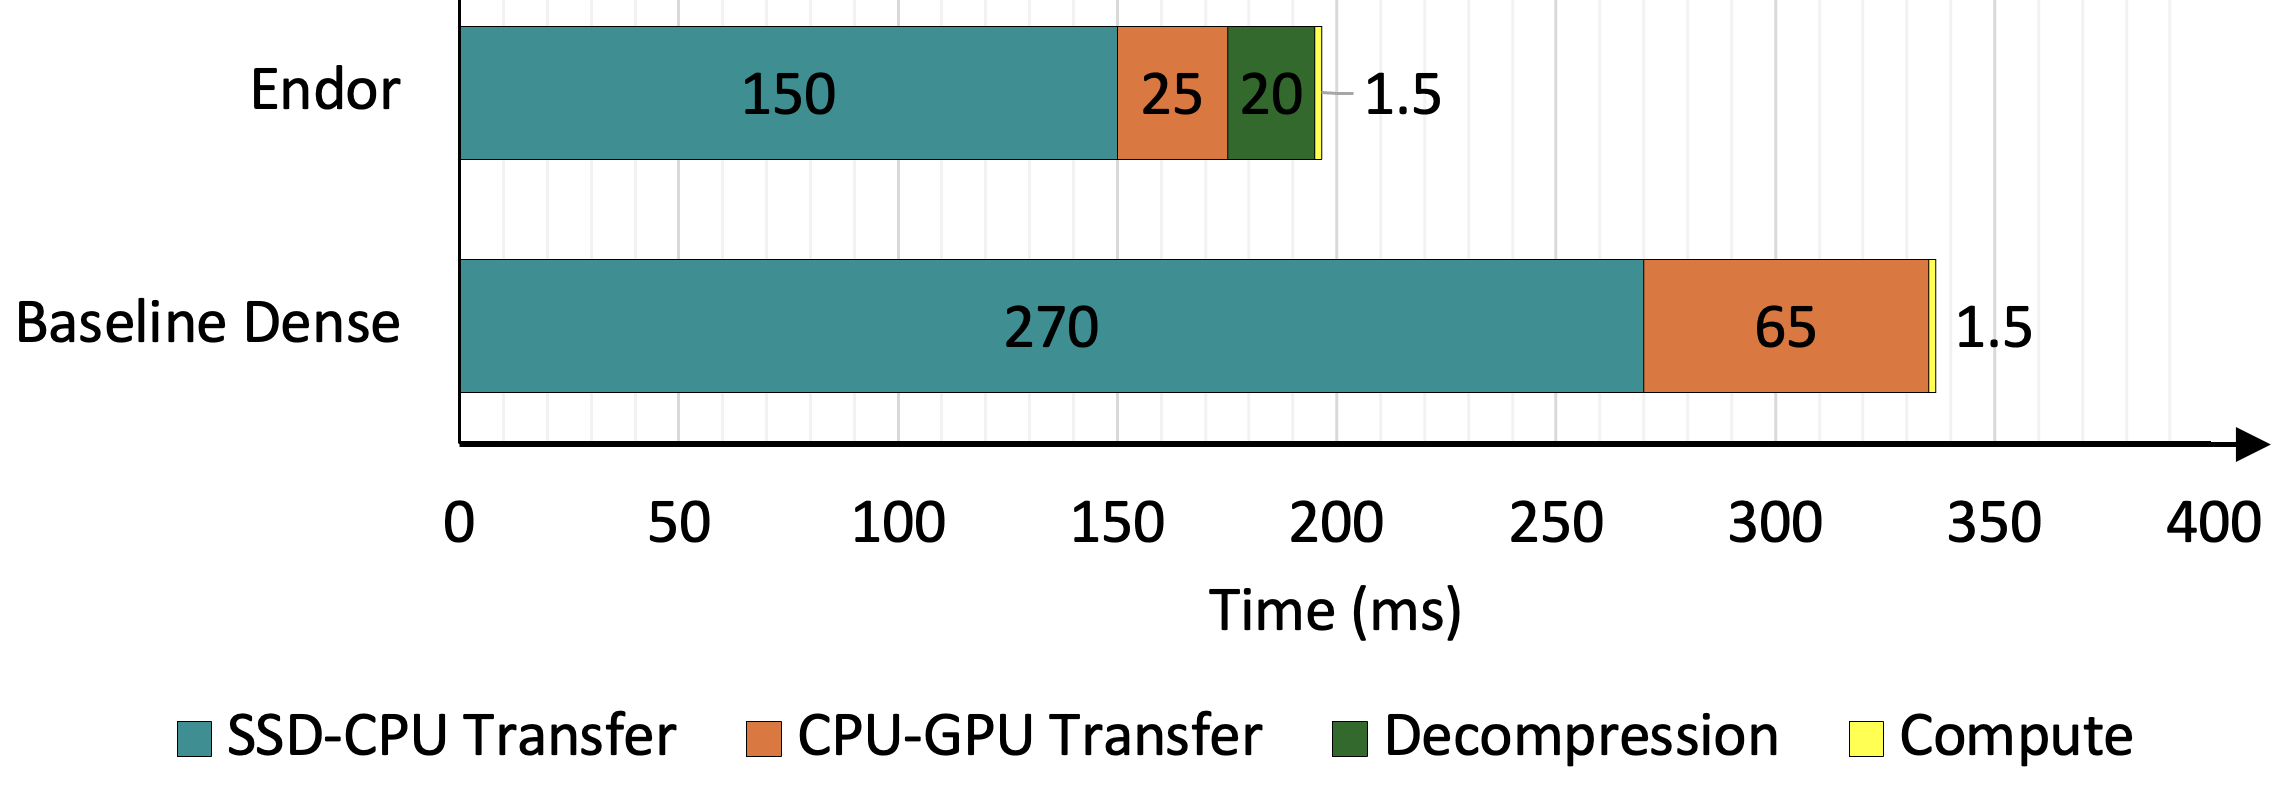 Endor 150 25 20 1.5
Baseline Dense 270 65 1.5
0 50 100 150 200 250 300 350 400
Time (ms)
SSD-CPU Transfer CPU-GPU Transfer Decompression Compute